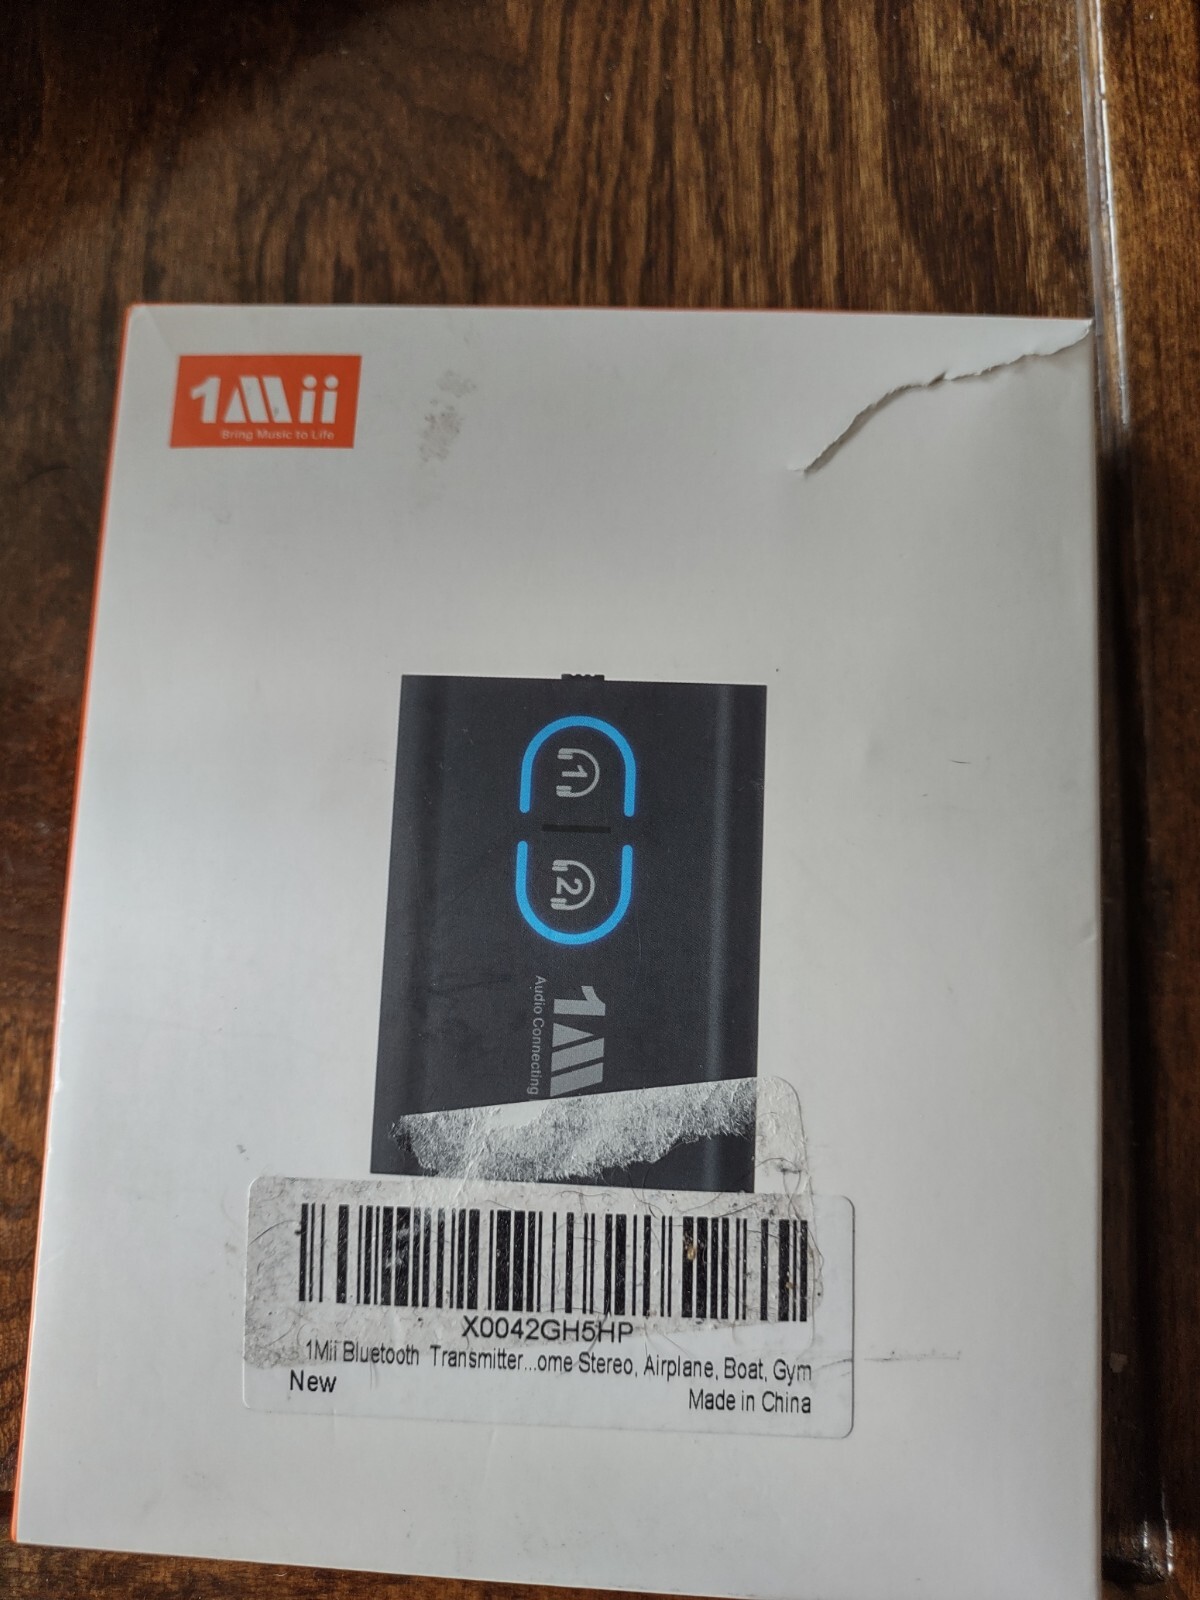 1Mii
Bring Music to Life
1
2
1Mii
Audio Connecting
X0042GH5HP
1Mii Bluetooth Transmitter...ome Stereo, Airplane, Boat, Gym
New
Made in China